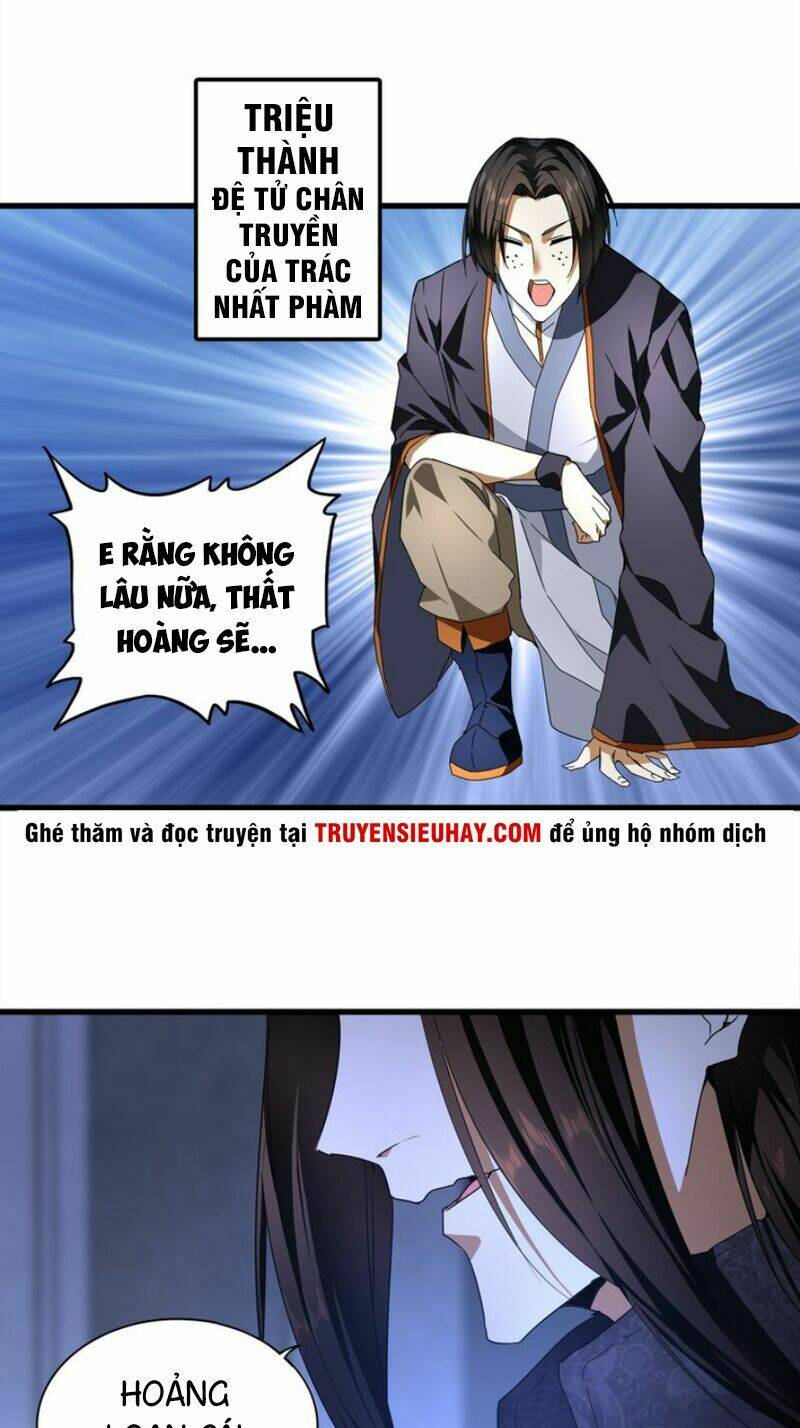 TRIỆU
THÀNH
ĐỆ TỬ CHÂN
TRUYỀN
CỦA TRÁC
NHẤT PHÀM
E RẰNG KHÔNG
LÂU NỮA, THẤT
HOÀNG SẼ...
Ghé thăm và đọc truyện tại TRUYENSIEUHAY.COM để ủng hộ nhóm dịch
HOẢNG